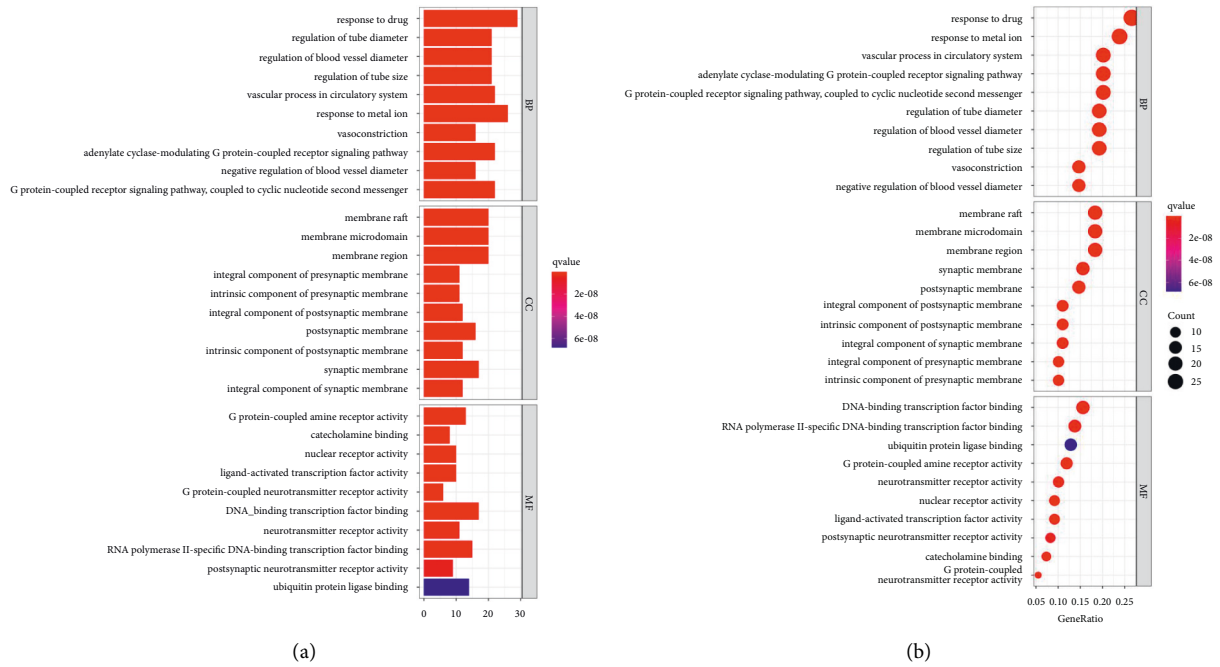 response to drug
regulation of tube diameter
regulation of blood vessel diameter
regulation of tube size
vascular process in circulatory system
response to metal ion
vasoconstriction
adenylate cyclase-modulating G protein-coupled receptor signaling pathway
negative regulation of blood vessel diameter
G protein-coupled receptor signaling pathway, coupled to cyclic nucleotide second messenger
BP
membrane raft
membrane microdomain
membrane region
integral component of presynaptic membrane
intrinsic component of presynaptic membrane
integral component of postsynaptic membrane
postsynaptic membrane
intrinsic component of postsynaptic membrane
synaptic membrane
integral component of synaptic membrane
CC
G protein-coupled amine receptor activity
catecholamine binding
nuclear receptor activity
ligand-activated transcription factor activity
G protein-coupled neurotransmitter receptor activity
DNA_binding transcription factor binding
neurotransmitter receptor activity
RNA polymerase II-specific DNA-binding transcription factor binding
postsynaptic neurotransmitter receptor activity
ubiquitin protein ligase binding
MF
0 10 20 30
qvalue
2e-08
4e-08
6e-08
(a)
response to drug
response to metal ion
vascular process in circulatory system
adenylate cyclase-modulating G protein-coupled receptor signaling pathway
G protein-coupled receptor signaling pathway, coupled to cyclic nucleotide second messenger
regulation of tube diameter
regulation of blood vessel diameter
regulation of tube size
vasoconstriction
negative regulation of blood vessel diameter
BP
membrane raft
membrane microdomain
membrane region
synaptic membrane
postsynaptic membrane
integral component of postsynaptic membrane
intrinsic component of postsynaptic membrane
integral component of synaptic membrane
integral component of presynaptic membrane
intrinsic component of presynaptic membrane
CC
DNA-binding transcription factor binding
RNA polymerase II-specific DNA-binding transcription factor binding
ubiquitin protein ligase binding
G protein-coupled amine receptor activity
neurotransmitter receptor activity
nuclear receptor activity
ligand-activated transcription factor activity
postsynaptic neurotransmitter receptor activity
catecholamine binding
G protein-coupled
neurotransmitter receptor activity
MF
0.05 0.10 0.15 0.20 0.25
GeneRatio
qvalue
2e-08
4e-08
6e-08
Count
10
15
20
25
(b)